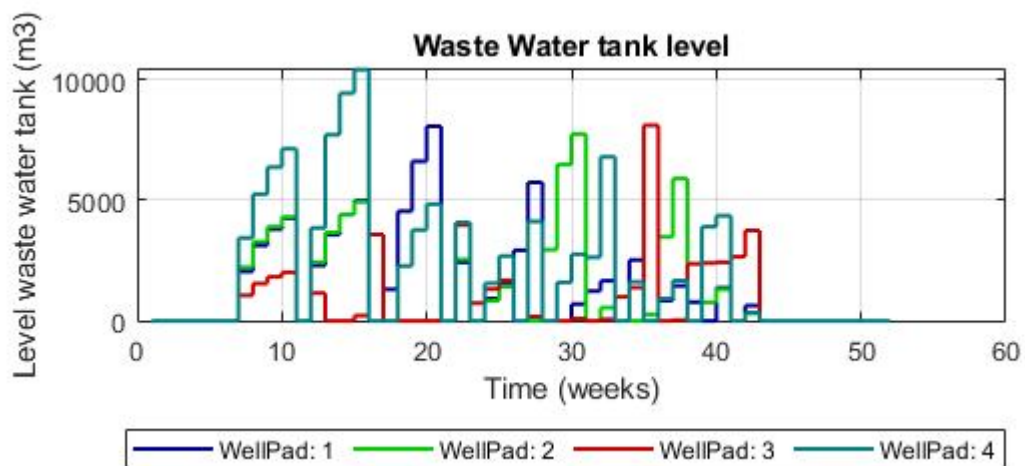 Waste Water tank level
Level waste water tank (m3)
10000
5000
0
0 10 20 30 40 50 60
Time (weeks)
WellPad: 1 WellPad: 2 WellPad: 3 WellPad: 4